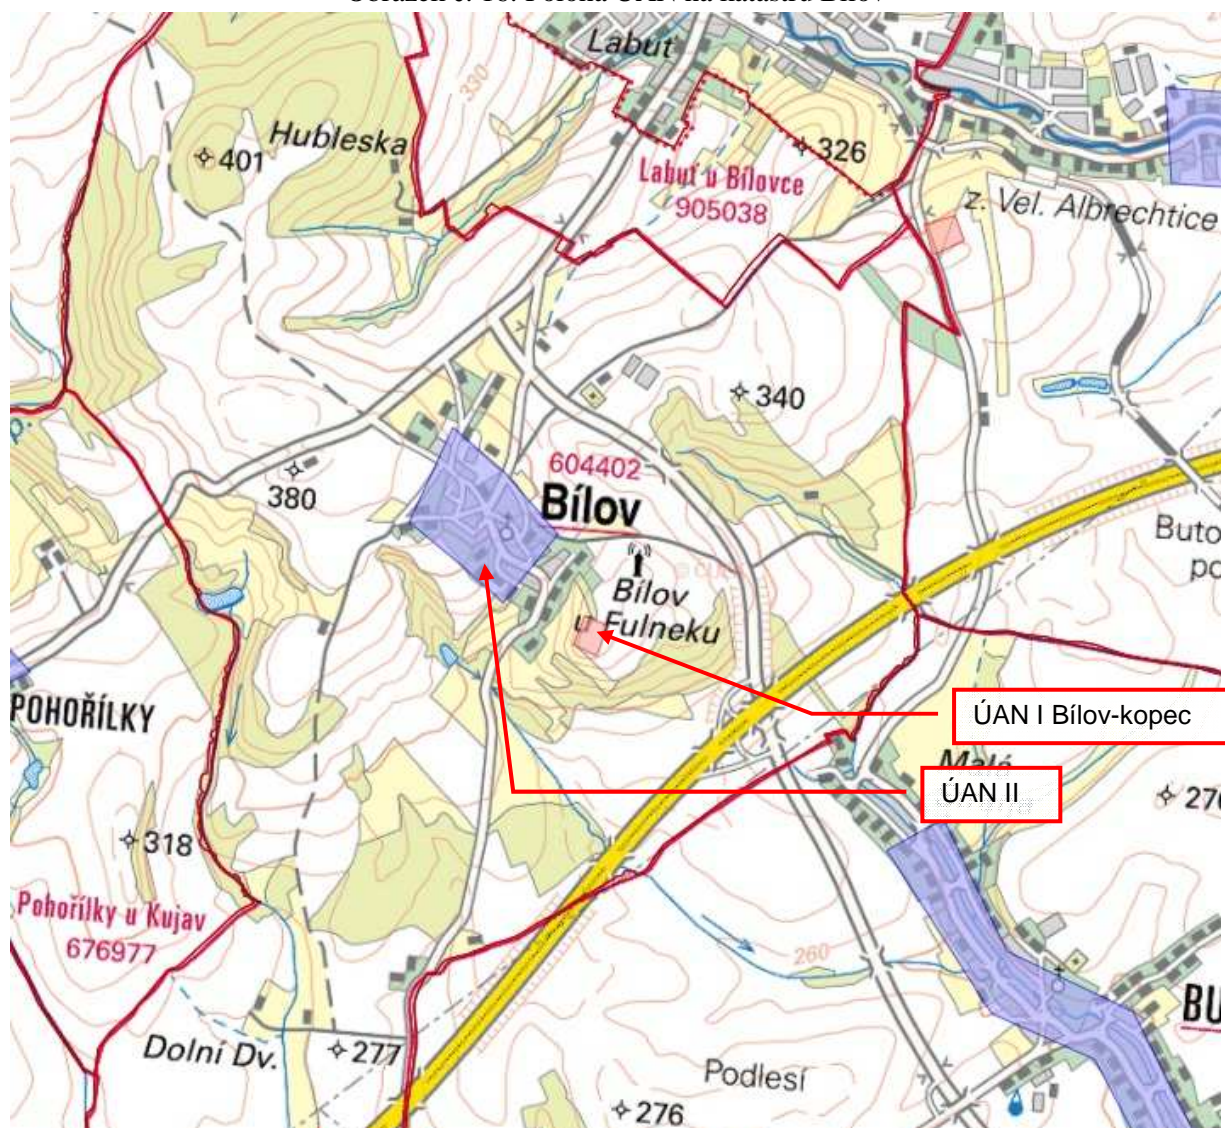 Labuť
330
Hubleska
401
326
Labuť u Bílovce
905038
z. Vel. Albrechtice
340
604402
380
Bílov
Buto
po
Bílov
u Fulneku
POHOŘÍLKY
ÚAN I Bílov-kopec
ÚAN II
276
318
Pohořílky u Kujav
676977
260
BU
Dolní Dv.
277
Podlesí
276